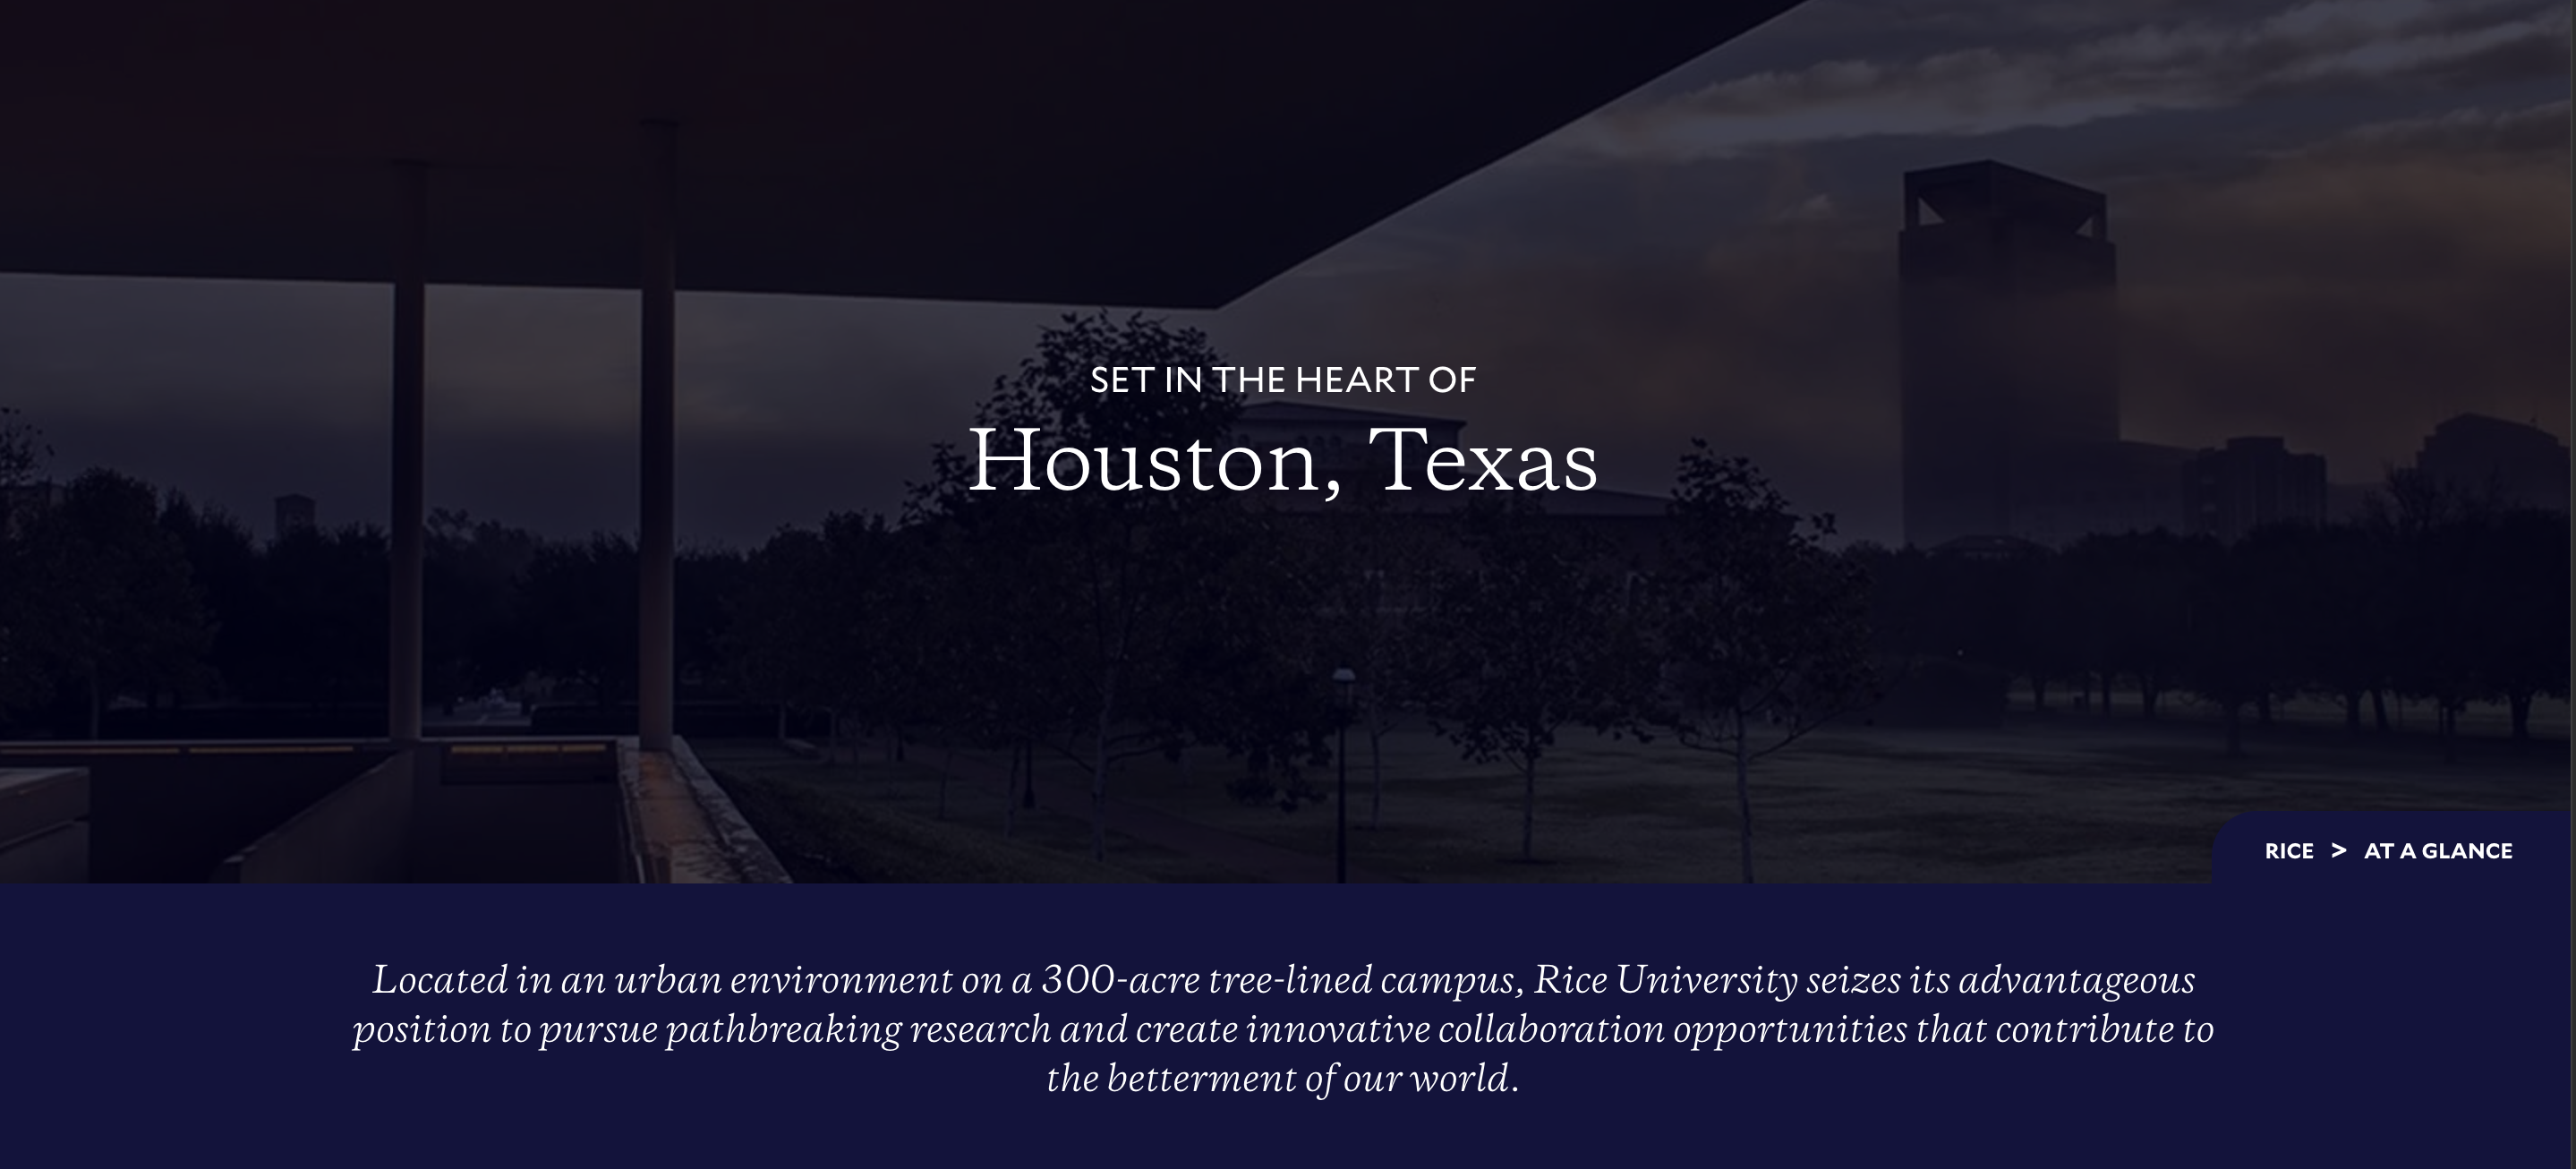 SET IN THE HEART OF
Houston, Texas
RICE > AT A GLANCE
Located in an urban environment on a 300-acre tree-lined campus, Rice University seizes its advantageous
position to pursue pathbreaking research and create innovative collaboration opportunities that contribute to
the betterment of our world.